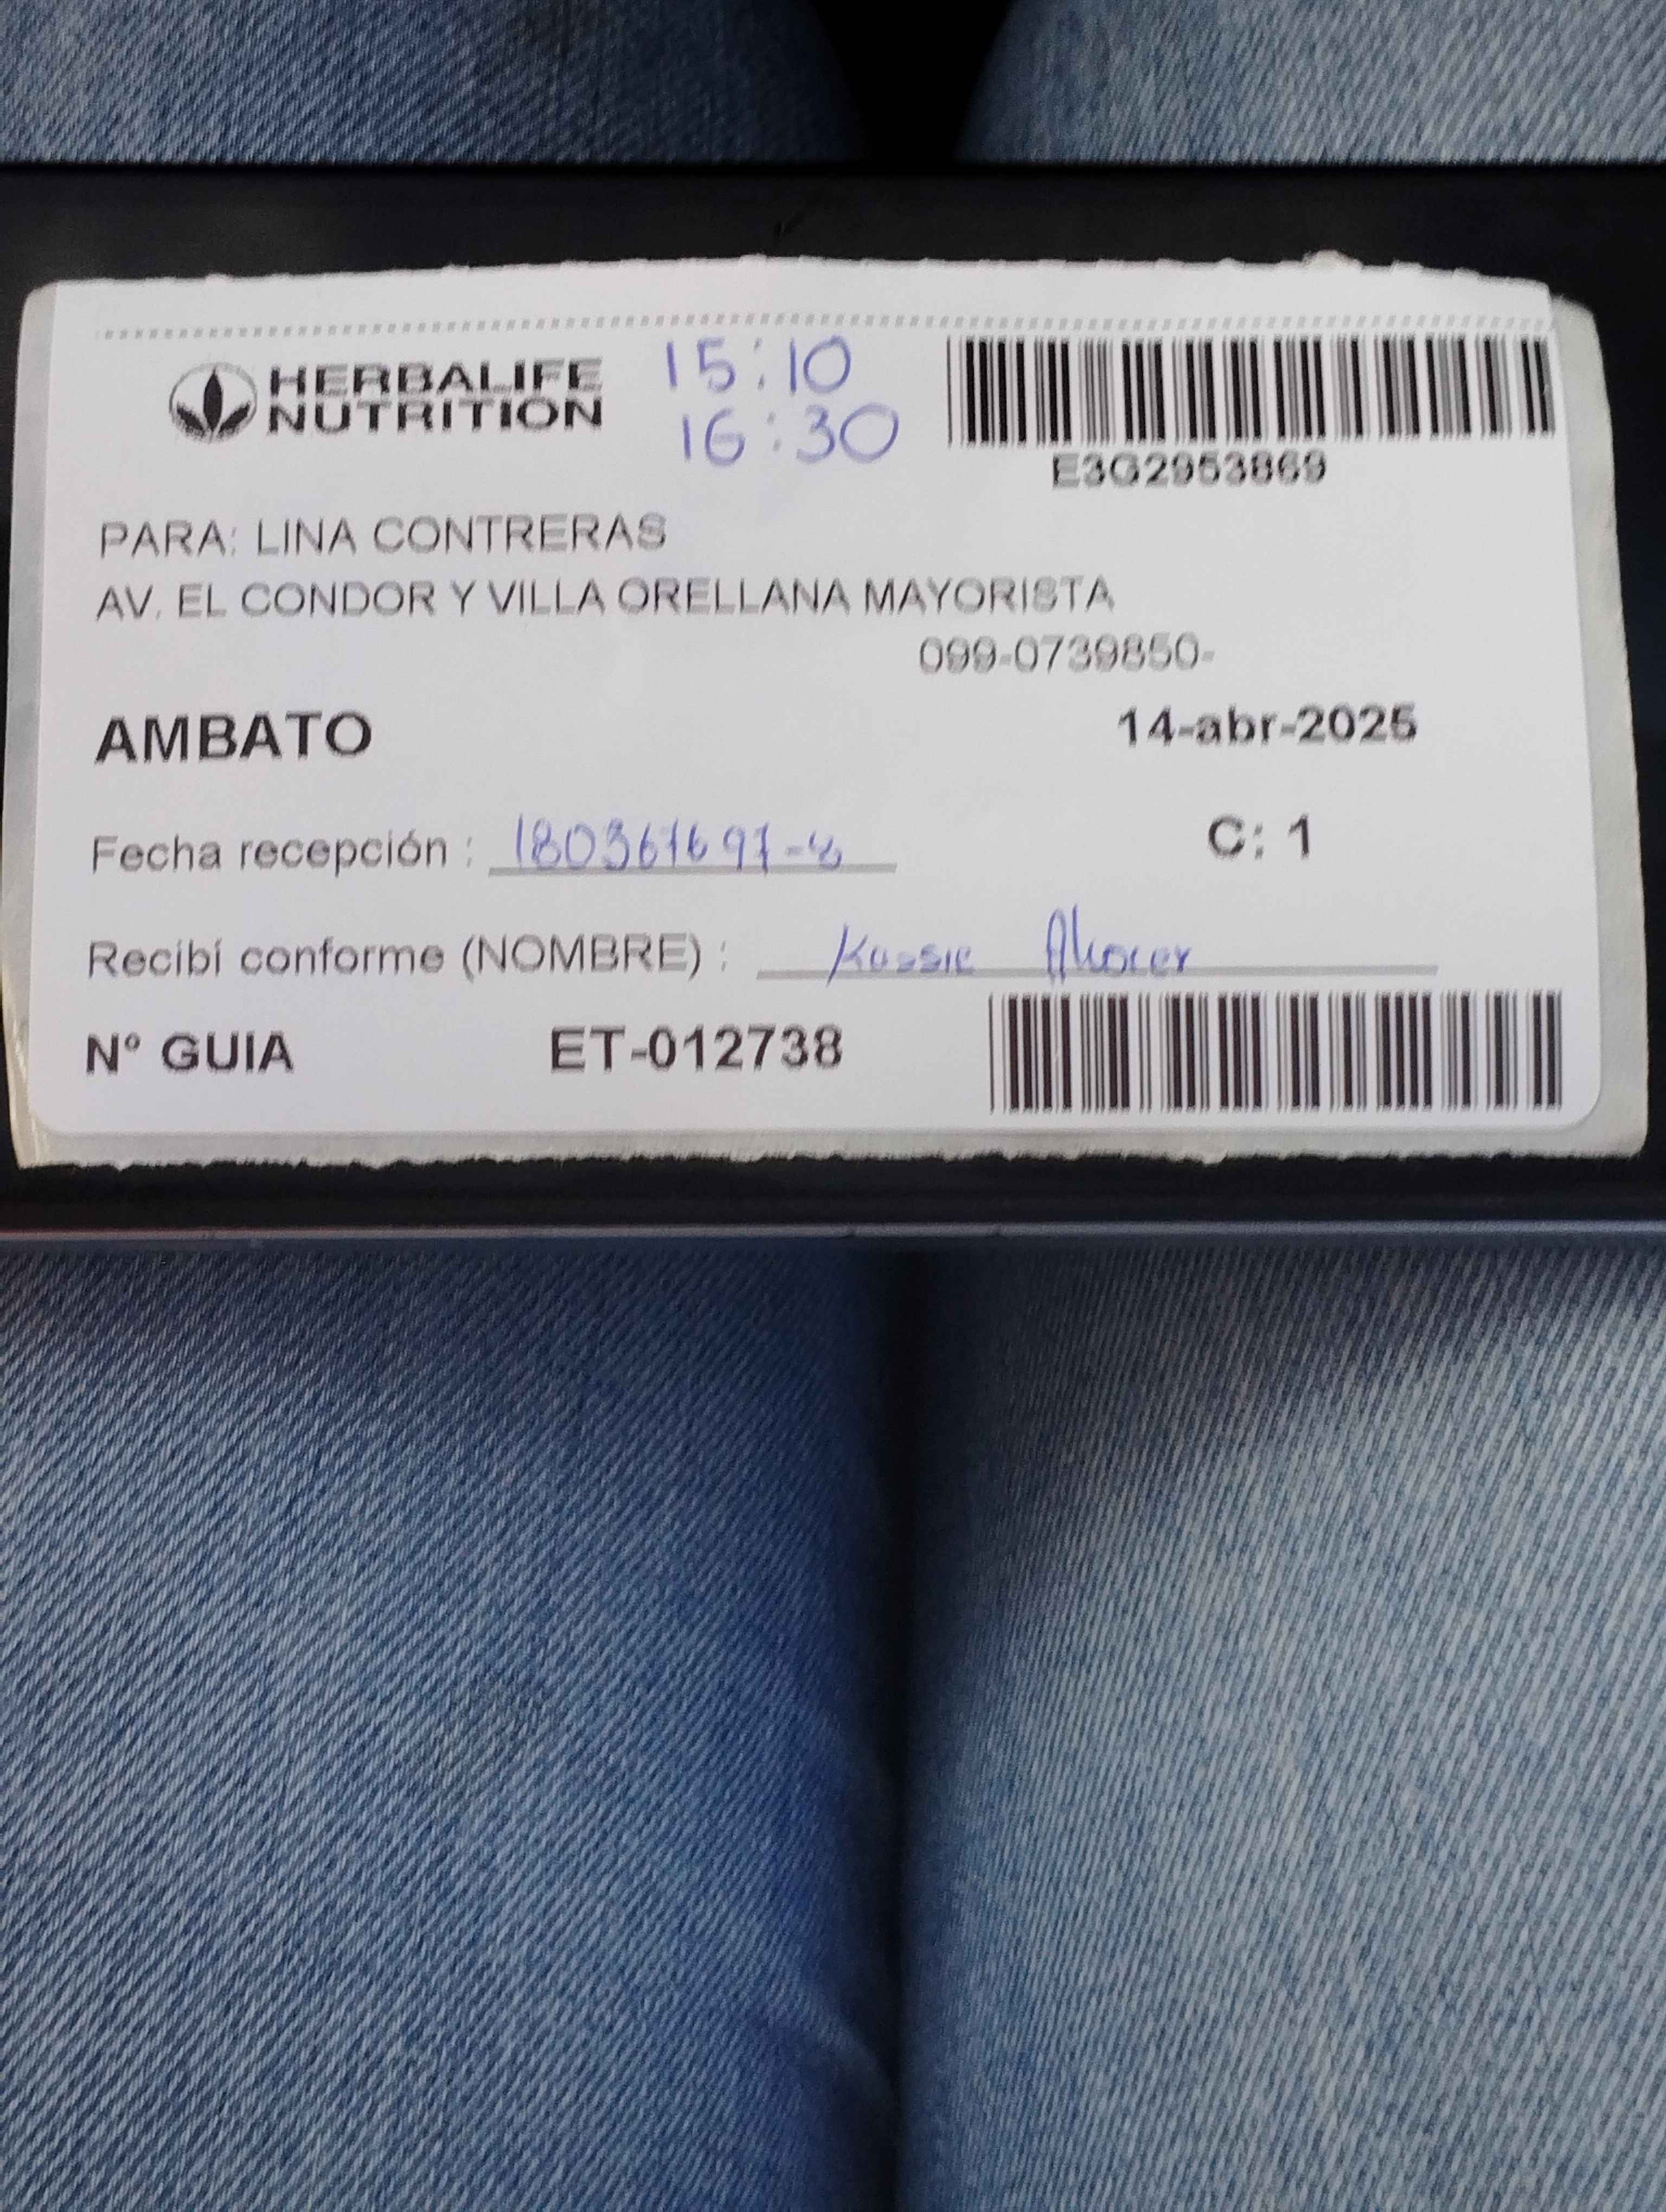 HERBALIFE
NUTRITION
15:10
16:30
E3G2953869
PARA: LINA CONTRERAS
AV. EL CONDOR Y VILLA ORELLANA MAYORISTA
099-0739850-
AMBATO
14-abr-2025
Fecha recepción :
C: 1
Recibí conforme (NOMBRE) :
Nº GUIA ET-012738